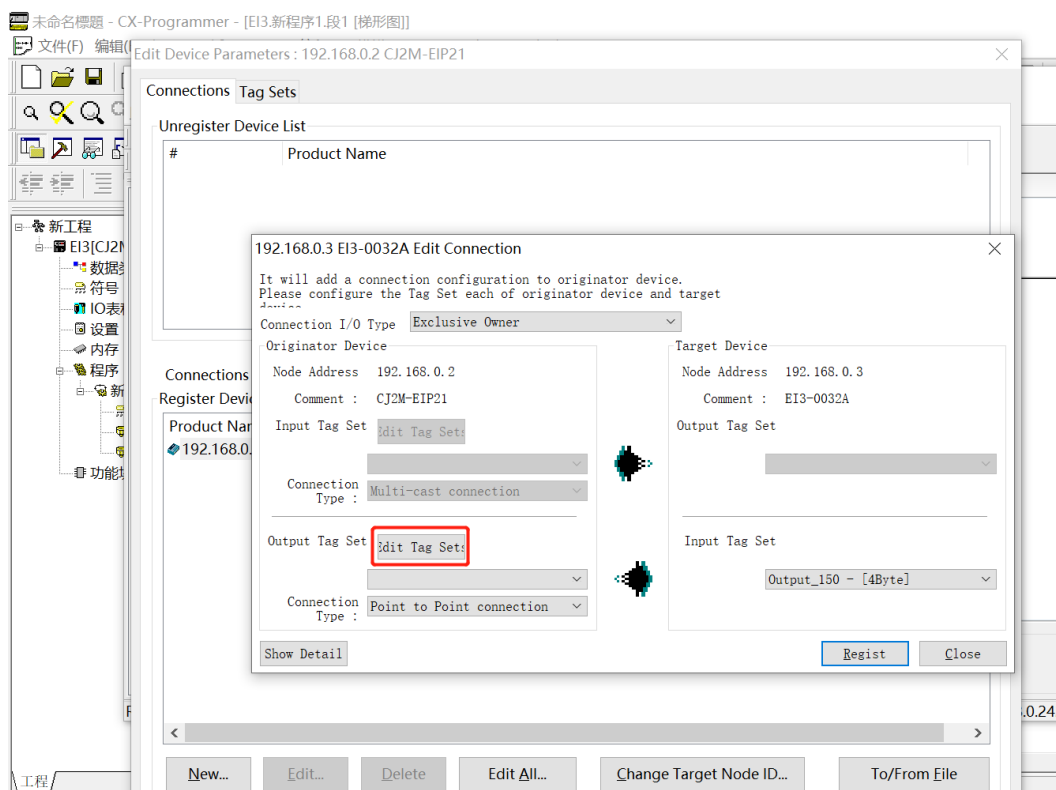 未命名標題 - CX-Programmer - [EI3.新程序1.段1 [梯形图]]
文件(F) 编辑(
Edit Device Parameters : 192.168.0.2 CJ2M-EIP21
Connections Tag Sets
Unregister Device List
# Product Name
新工程
EI3[CJ2M
数据
符号
IO表
设置
内存
程序
新
功能
工程
192.168.0.3 EI3-0032A Edit Connection
It will add a connection configuration to originator device.
Please configure the Tag Set each of originator device and target
Connection I/O Type Exclusive Owner
Originator Device
Node Address 192.168.0.2
Comment : CJ2M-EIP21
Input Tag Set
Edit Tag Sets
Connection Type : Multi-cast connection
Output Tag Set
Edit Tag Sets
Connection Type : Point to Point connection
Target Device
Node Address 192.168.0.3
Comment : EI3-0032A
Output Tag Set
Input Tag Set
Output_150 - [4Byte]
Show Detail Regist Close
Connections
Register Devi
Product Nar
192.168.0.
.0.24
New... Edit... Delete Edit All... Change Target Node ID... To/From File